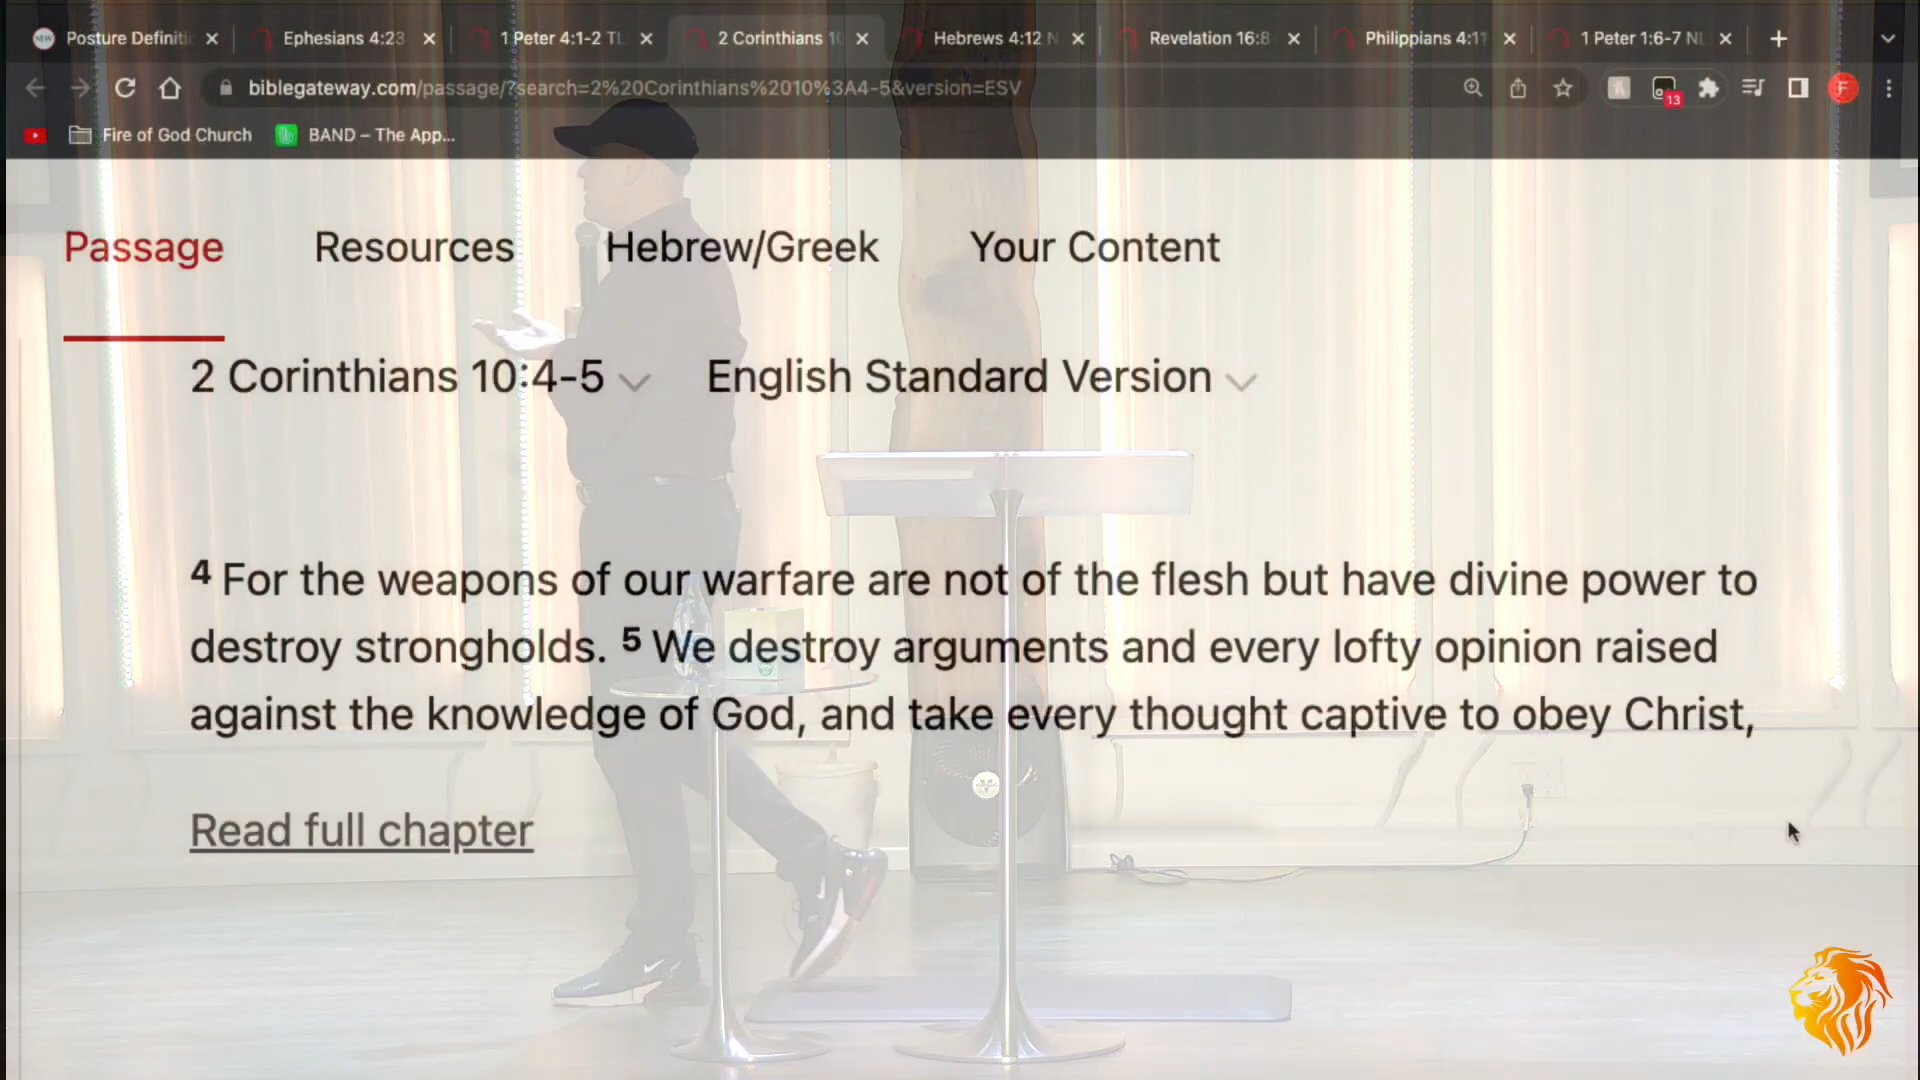 Posture Definiti
Ephesians 4:23
1 Peter 4:1-2 TL
2 Corinthians 10
Hebrews 4:12 N
Revelation 16:8
Philippians 4:11
1 Peter 1:6-7 NL
biblegateway.com/passage/?search=2%20Corinthians%2010%3A4-5&version=ESV
13
F
Fire of God Church
BAND – The App...
Passage
Resources
Hebrew/Greek
Your Content
2 Corinthians 10:4-5
English Standard Version
4 For the weapons of our warfare are not of the flesh but have divine power to
destroy strongholds. 5 We destroy arguments and every lofty opinion raised
against the knowledge of God, and take every thought captive to obey Christ,
Read full chapter